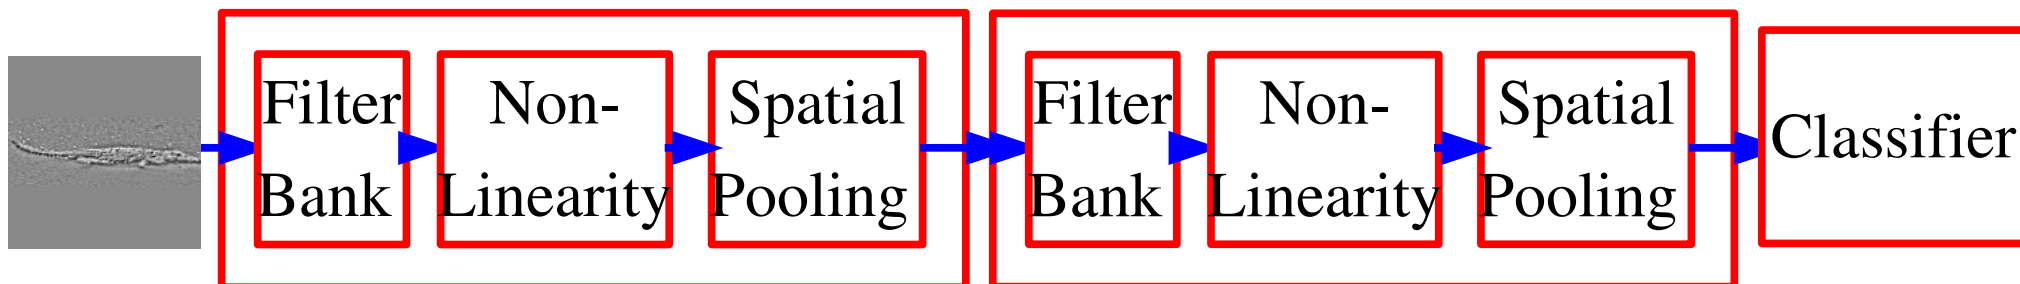 Filter
Bank
Non-
Linearity
Spatial
Pooling
Filter
Bank
Non-
Linearity
Spatial
Pooling
Classifier